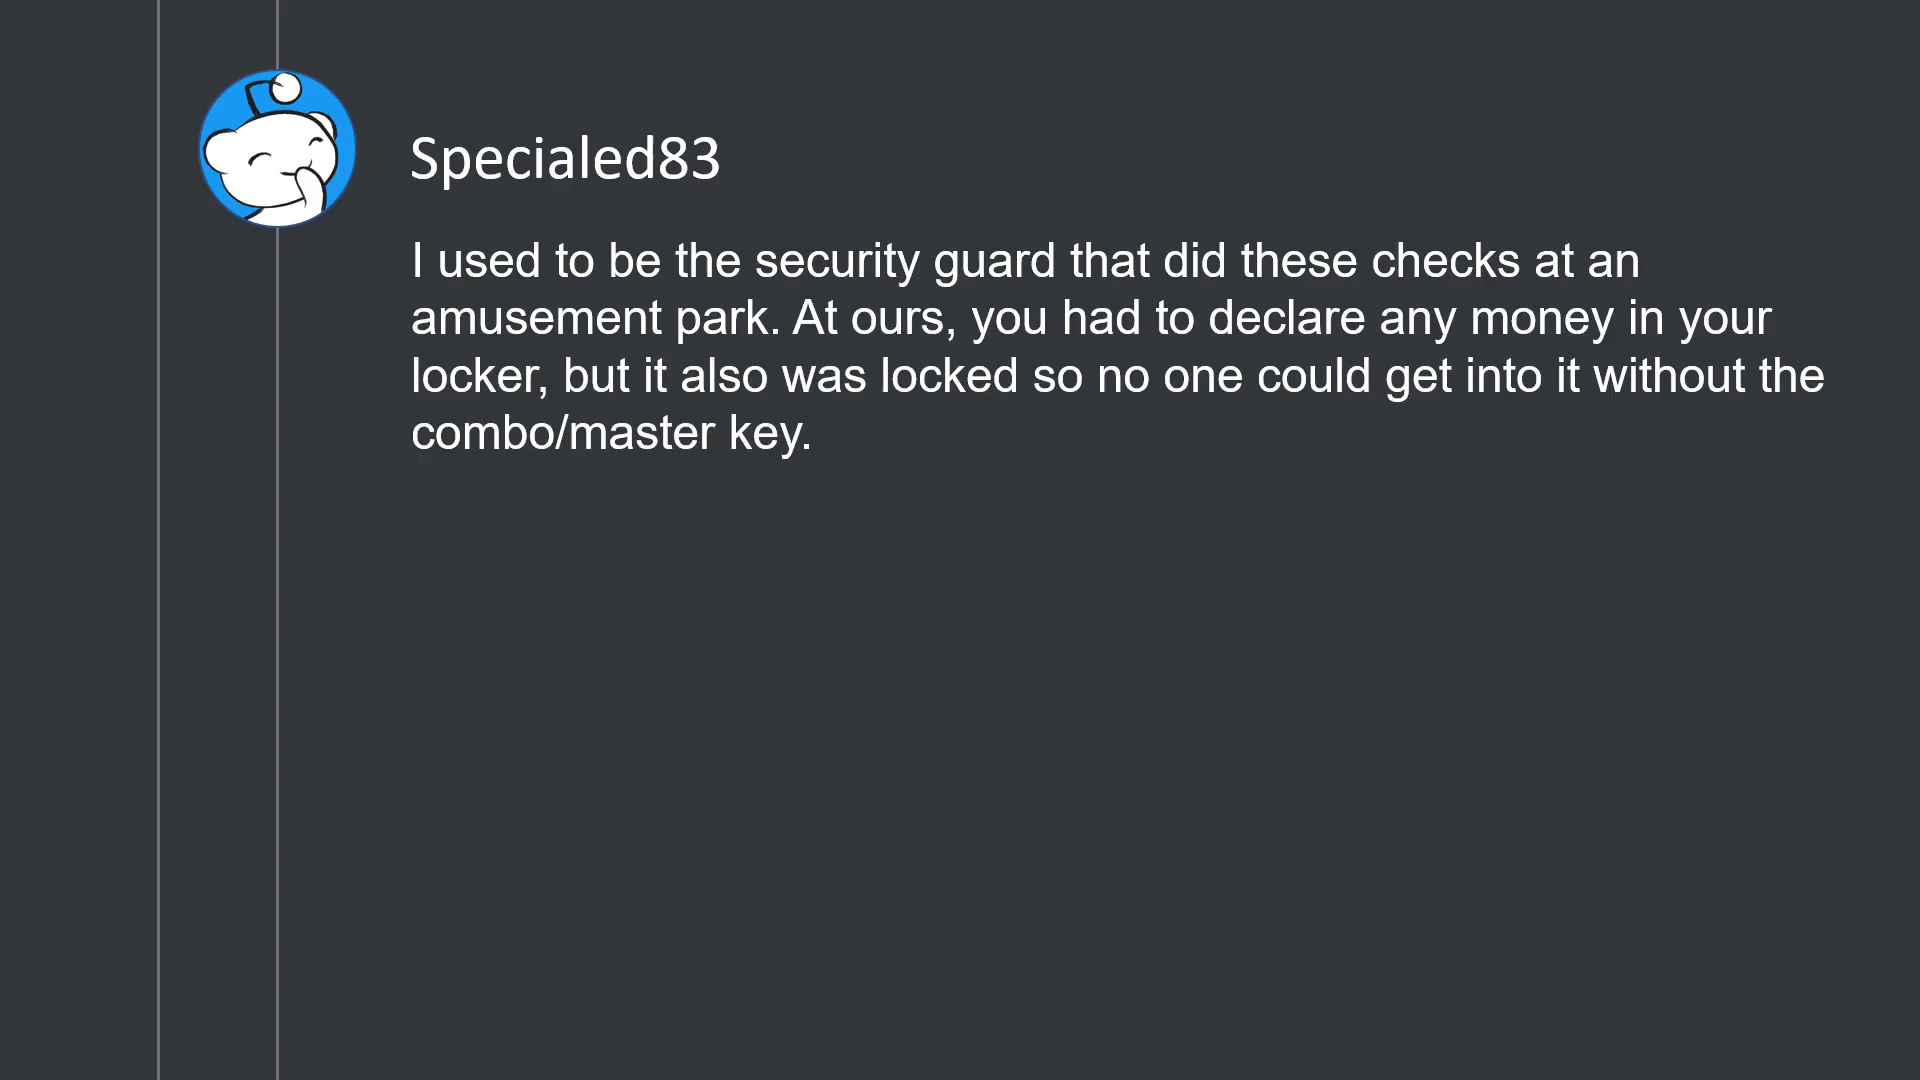 Specialed83
I used to be the security guard that did these checks at an
amusement park. At ours, you had to declare any money in your
locker, but it also was locked so no one could get into it without the
combo/master key.